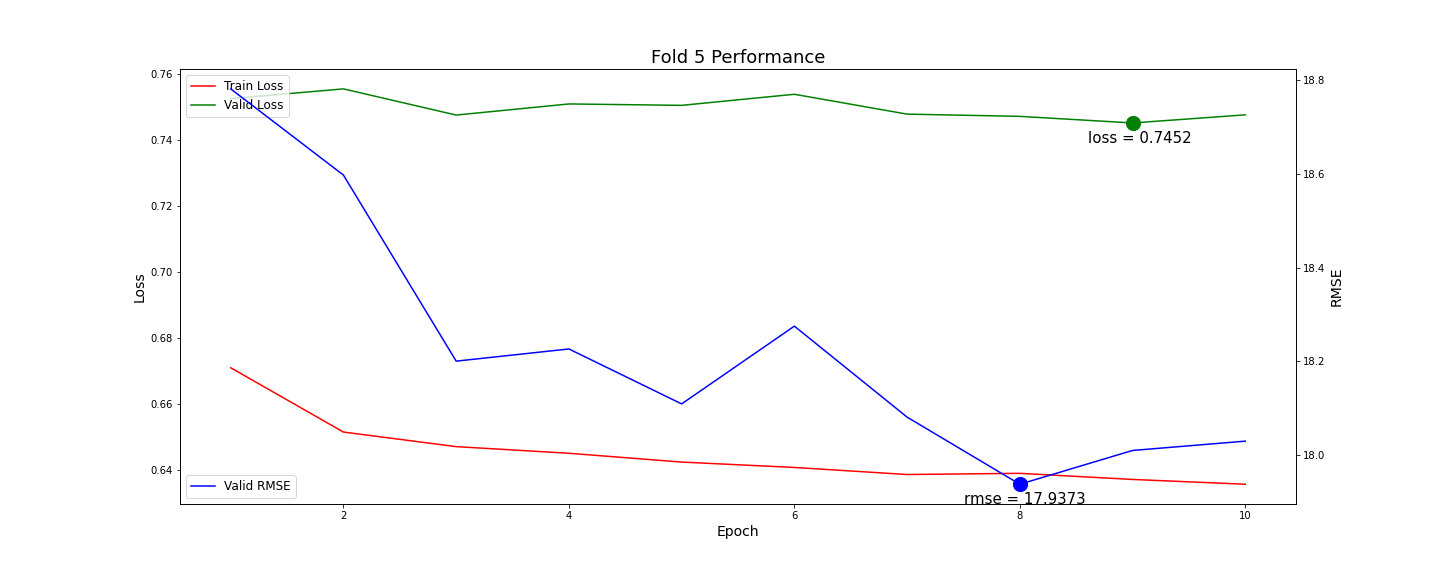 Fold 5 Performance
Train Loss
Valid Loss
Valid RMSE
loss = 0.7452
rmse = 17.9373
Loss
0.76
0.74
0.72
0.70
0.68
0.66
0.64
RMSE
18.8
18.6
18.4
18.2
18.0
2
4
6
8
10
Epoch